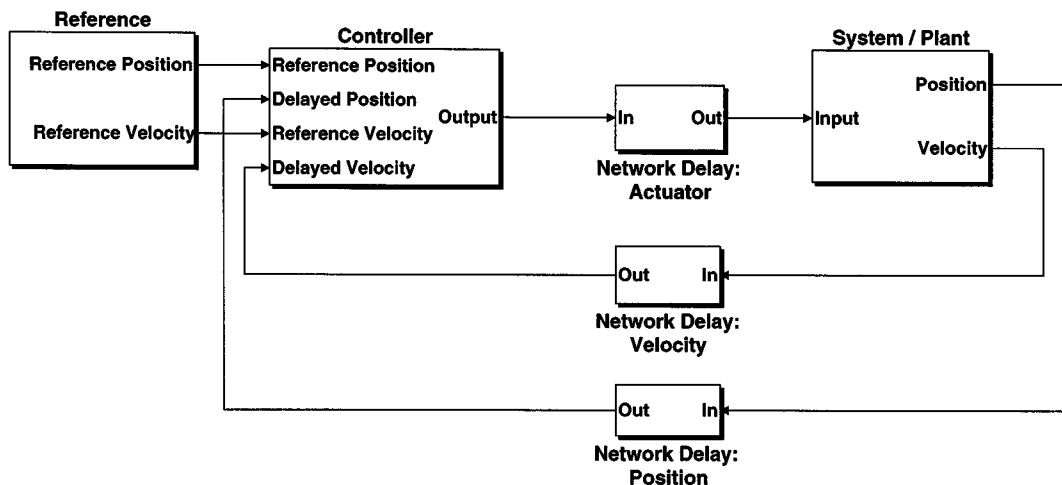 Reference
Reference Position
Reference Velocity
Controller
Reference Position
Delayed Position
Reference Velocity
Delayed Velocity
Output
In Out
Network Delay:
Actuator
System / Plant
Input
Position
Velocity
Out In
Network Delay:
Velocity
Out In
Network Delay:
Position